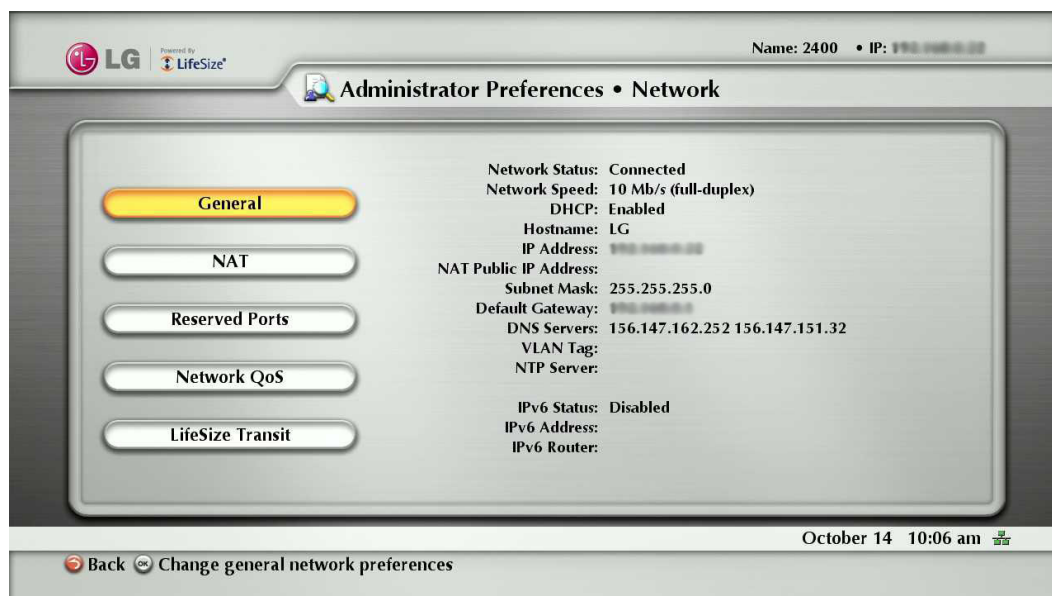 LG
Powered By
LifeSize
Name: 2400 • IP:
Administrator Preferences • Network
General
NAT
Reserved Ports
Network QoS
LifeSize Transit
Network Status: Connected
Network Speed: 10 Mb/s (full-duplex)
DHCP: Enabled
Hostname: LG
IP Address:
NAT Public IP Address:
Subnet Mask: 255.255.255.0
Default Gateway:
DNS Servers: 156.147.162.252 156.147.151.32
VLAN Tag:
NTP Server:
IPv6 Status: Disabled
IPv6 Address:
IPv6 Router:
October 14 10:06 am
Back OK Change general network preferences